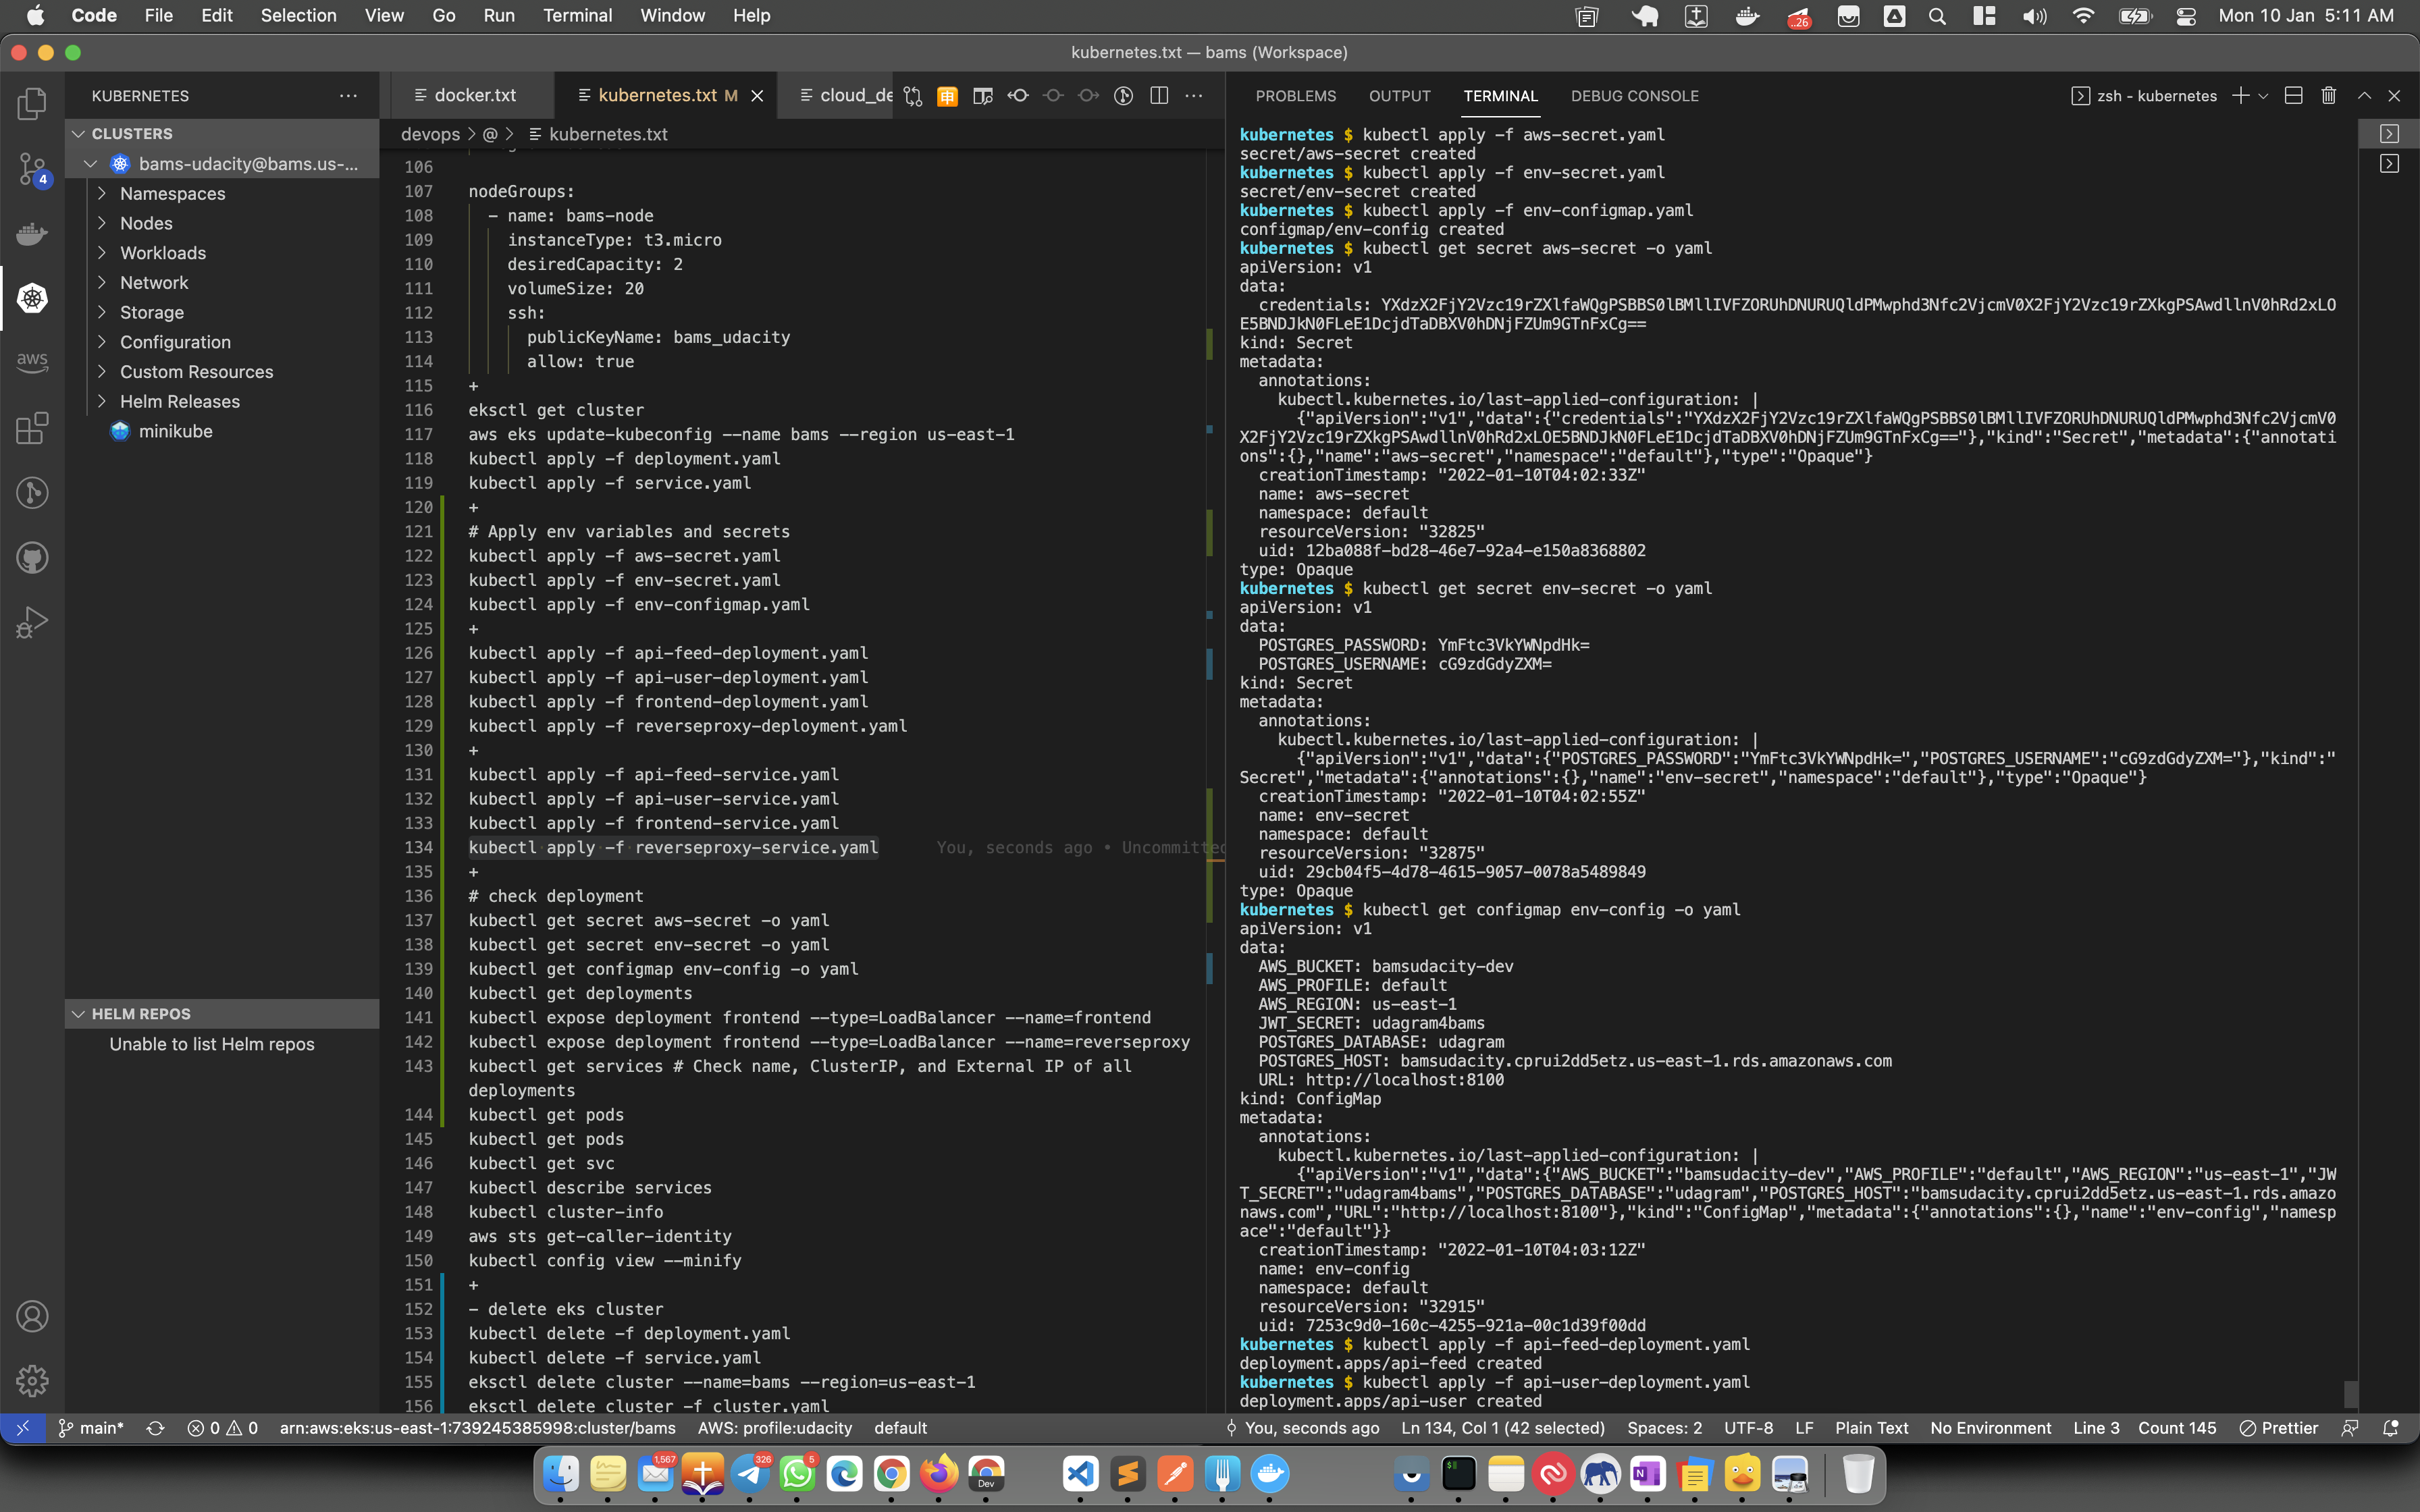 Code File Edit Selection View Go Run Terminal Window Help
..26
Mon 10 Jan 5:11 AM
kubernetes.txt — bams (Workspace)
KUBERNETES
CLUSTERS
bams-udacity@bams.us-...
Namespaces
Nodes
Workloads
Network
Storage
Configuration
Custom Resources
Helm Releases
minikube
HELM REPOS
Unable to list Helm repos
4
aws
docker.txt
kubernetes.txt M
cloud_de
devops > @ > kubernetes.txt
106
107 nodeGroups:
108 - name: bams-node
109 instanceType: t3.micro
110 desiredCapacity: 2
111 volumeSize: 20
112 ssh:
113 publicKeyName: bams_udacity
114 allow: true
115 +
116 eksctl get cluster
117 aws eks update-kubeconfig --name bams --region us-east-1
118 kubectl apply -f deployment.yaml
119 kubectl apply -f service.yaml
120 +
121 # Apply env variables and secrets
122 kubectl apply -f aws-secret.yaml
123 kubectl apply -f env-secret.yaml
124 kubectl apply -f env-configmap.yaml
125 +
126 kubectl apply -f api-feed-deployment.yaml
127 kubectl apply -f api-user-deployment.yaml
128 kubectl apply -f frontend-deployment.yaml
129 kubectl apply -f reverseproxy-deployment.yaml
130 +
131 kubectl apply -f api-feed-service.yaml
132 kubectl apply -f api-user-service.yaml
133 kubectl apply -f frontend-service.yaml
134 kubectl apply -f reverseproxy-service.yaml You, seconds ago • Uncommitted
135 +
136 # check deployment
137 kubectl get secret aws-secret -o yaml
138 kubectl get secret env-secret -o yaml
139 kubectl get configmap env-config -o yaml
140 kubectl get deployments
141 kubectl expose deployment frontend --type=LoadBalancer --name=frontend
142 kubectl expose deployment frontend --type=LoadBalancer --name=reverseproxy
143 kubectl get services # Check name, ClusterIP, and External IP of all
deployments
144 kubectl get pods
145 kubectl get pods
146 kubectl get svc
147 kubectl describe services
148 kubectl cluster-info
149 aws sts get-caller-identity
150 kubectl config view --minify
151 +
152 - delete eks cluster
153 kubectl delete -f deployment.yaml
154 kubectl delete -f service.yaml
155 eksctl delete cluster --name=bams --region=us-east-1
156 eksctl delete cluster -f cluster.yaml
PROBLEMS OUTPUT TERMINAL DEBUG CONSOLE
zsh - kubernetes
kubernetes $ kubectl apply -f aws-secret.yaml
secret/aws-secret created
kubernetes $ kubectl apply -f env-secret.yaml
secret/env-secret created
kubernetes $ kubectl apply -f env-configmap.yaml
configmap/env-config created
kubernetes $ kubectl get secret aws-secret -o yaml
apiVersion: v1
data:
credentials:
kind: Secret
metadata:
annotations:
kubectl.kubernetes.io/last-applied-configuration: |
{"apiVersion":"v1","data":{"credentials":
"kind":"Secret","metadata":{"annotati
ons":{},"name":"aws-secret","namespace":"default"},"type":"Opaque"}
creationTimestamp: "2022-01-10T04:02:33Z"
name: aws-secret
namespace: default
resourceVersion: "32825"
uid: 12ba088f-bd28-46e7-92a4-e150a8368802
type: Opaque
kubernetes $ kubectl get secret env-secret -o yaml
apiVersion: v1
data:
POSTGRES_PASSWORD: YmFtc3VkYWNpdHk=
POSTGRES_USERNAME: cG9zdGdyZXM=
kind: Secret
metadata:
annotations:
kubectl.kubernetes.io/last-applied-configuration: |
{"apiVersion":"v1","data":{"POSTGRES_PASSWORD":"YmFtc3VkYWNpdHk=","POSTGRES_USERNAME":"cG9zdGdyZXM="},"kind":"
Secret","metadata":{"annotations":{},"name":"env-secret","namespace":"default"},"type":"Opaque"}
creationTimestamp: "2022-01-10T04:02:55Z"
name: env-secret
namespace: default
resourceVersion: "32875"
uid: 29cb04f5-4d78-4615-9057-0078a5489849
type: Opaque
kubernetes $ kubectl get configmap env-config -o yaml
apiVersion: v1
data:
AWS_BUCKET: bamsudacity-dev
AWS_PROFILE: default
AWS_REGION: us-east-1
JWT_SECRET: udagram4bams
POSTGRES_DATABASE: udagram
POSTGRES_HOST: bamsudacity.cprui2dd5etz.us-east-1.rds.amazonaws.com
URL: http://localhost:8100
kind: ConfigMap
metadata:
annotations:
kubectl.kubernetes.io/last-applied-configuration: |
{"apiVersion":"v1","data":{"AWS_BUCKET":"bamsudacity-dev","AWS_PROFILE":"default","AWS_REGION":"us-east-1","JW
T_SECRET":"udagram4bams","POSTGRES_DATABASE":"udagram","POSTGRES_HOST":"bamsudacity.cprui2dd5etz.us-east-1.rds.amazo
naws.com","URL":"http://localhost:8100"},"kind":"ConfigMap","metadata":{"annotations":{},"name":"env-config","namesp
ace":"default"}}
creationTimestamp: "2022-01-10T04:03:12Z"
name: env-config
namespace: default
resourceVersion: "32915"
uid: 7253c9d0-160c-4255-921a-00c1d39f00dd
kubernetes $ kubectl apply -f api-feed-deployment.yaml
deployment.apps/api-feed created
kubernetes $ kubectl apply -f api-user-deployment.yaml
deployment.apps/api-user created
main* 0 0 arn:aws:eks:us-east-1:739245385998:cluster/bams AWS: profile:udacity default You, seconds ago Ln 134, Col 1 (42 selected) Spaces: 2 UTF-8 LF Plain Text No Environment Line 3 Count 145 Prettier
1,567 326 5 Dev